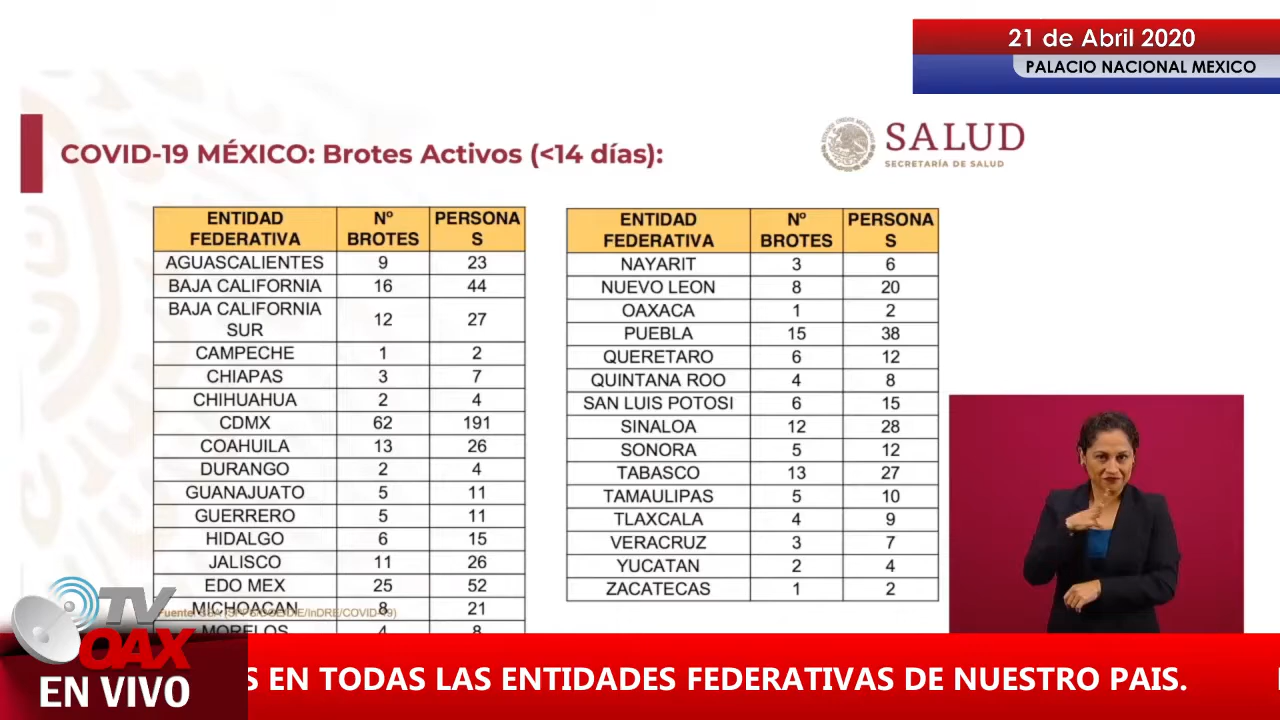 21 de Abril 2020
PALACIO NACIONAL MEXICO
COVID-19 MÉXICO: Brotes Activos (<14 días):
SALUD
SECRETARÍA DE SALUD
ENTIDAD FEDERATIVA Nº BROTES PERSONAS
AGUASCALIENTES 9 23
BAJA CALIFORNIA 16 44
BAJA CALIFORNIA SUR 12 27
CAMPECHE 1 2
CHIAPAS 3 7
CHIHUAHUA 2 4
CDMX 62 191
COAHUILA 13 26
DURANGO 2 4
GUANAJUATO 5 11
GUERRERO 5 11
HIDALGO 6 15
JALISCO 11 26
EDO MEX 25 52
MICHOACAN 8 21
MORELOS 4 8
ENTIDAD FEDERATIVA Nº BROTES PERSONAS
NAYARIT 3 6
NUEVO LEON 8 20
OAXACA 1 2
PUEBLA 15 38
QUERETARO 6 12
QUINTANA ROO 4 8
SAN LUIS POTOSI 6 15
SINALOA 12 28
SONORA 5 12
TABASCO 13 27
TAMAULIPAS 5 10
TLAXCALA 4 9
VERACRUZ 3 7
YUCATAN 2 4
ZACATECAS 1 2
TV
OAX
EN VIVO
S EN TODAS LAS ENTIDADES FEDERATIVAS DE NUESTRO PAIS.